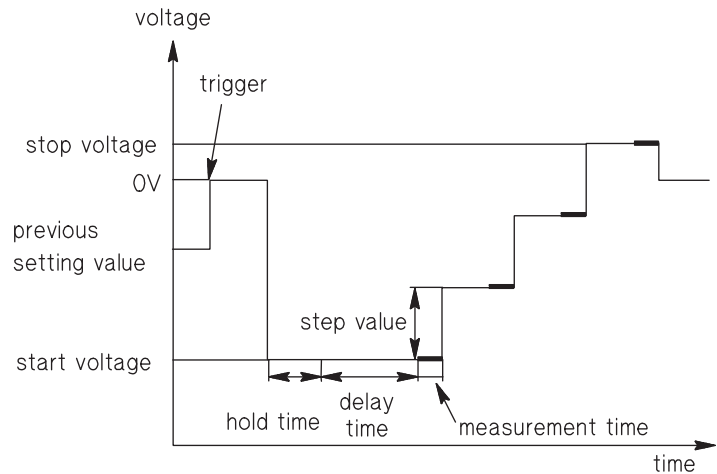 voltage
trigger
stop voltage
0V
previous
setting value
step value
start voltage
hold time
delay
time
measurement time
time